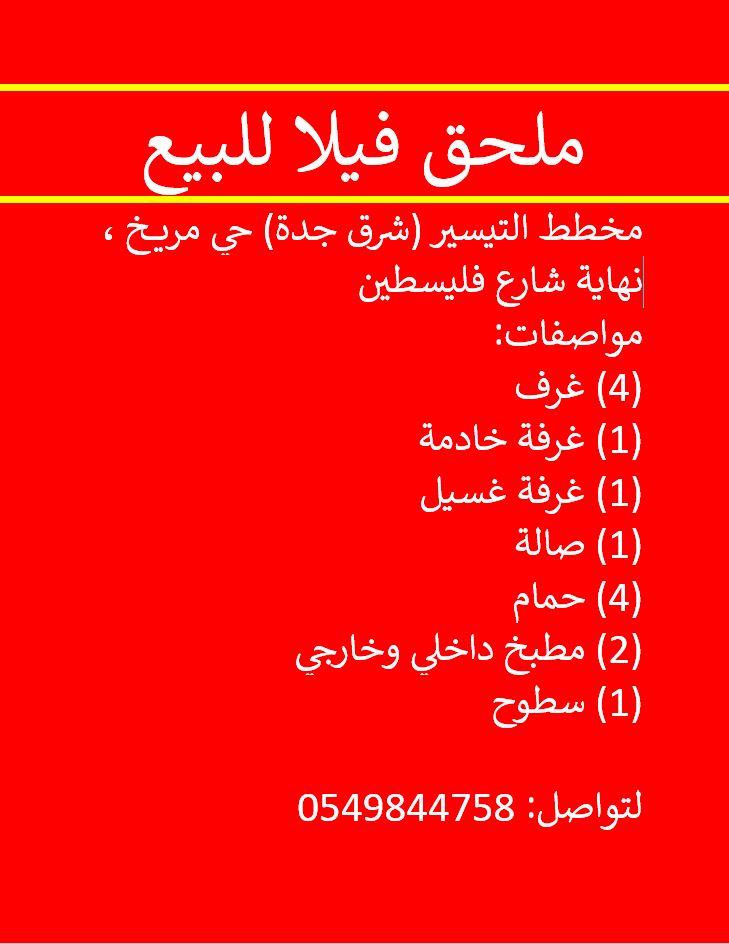 ملحق فيلا للبيع
مخطط التيسير (شرق جدة) حي مريخ ،
نهاية شارع فليسطين
مواصفات:
(4) غرف
(1) غرفة خادمة
(1) غرفة غسيل
(1) صالة
(4) حمام
(2) مطبخ داخلي وخارجي
(1) سطوح
لتواصل: 0549844758